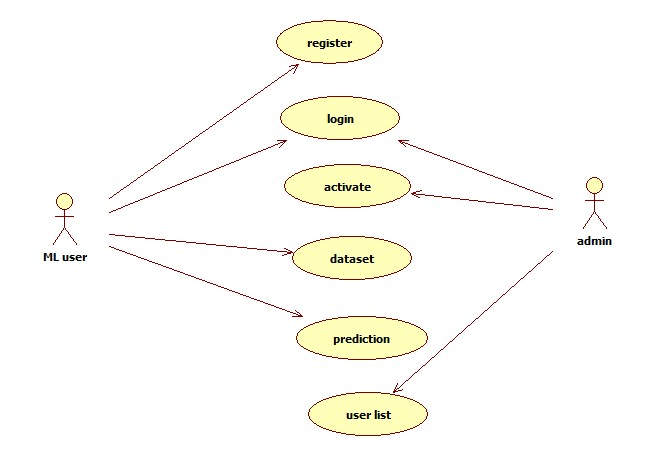 register
login
activate
ML user
admin
dataset
prediction
user list